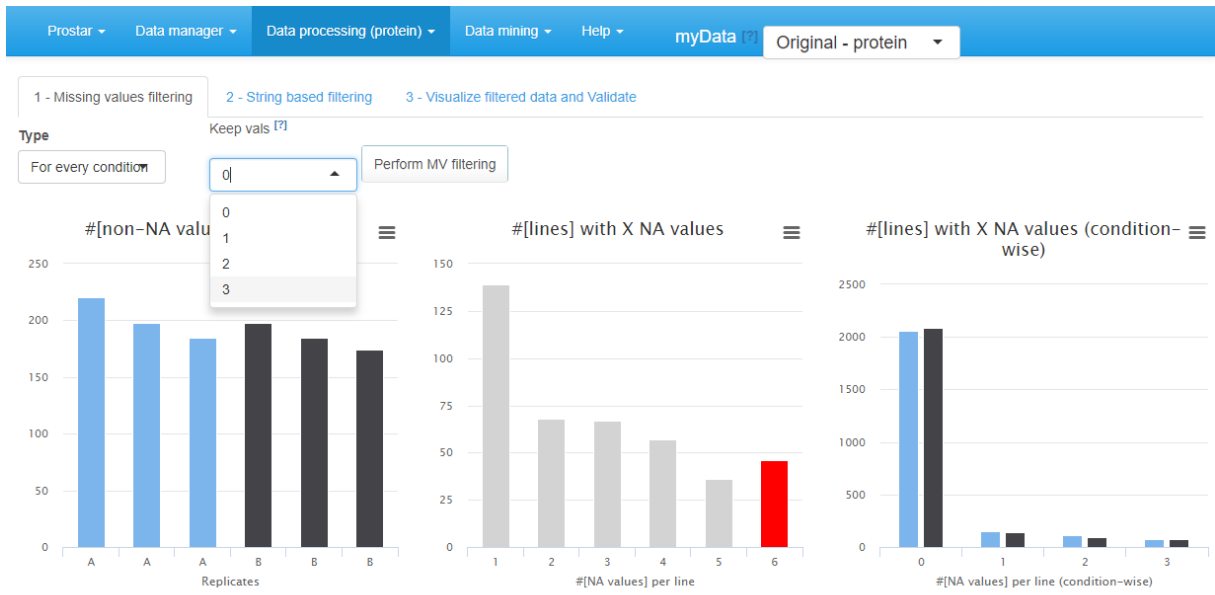 Prostar Data manager Data processing (protein) Data mining Help myData [?] Original - protein
1 - Missing values filtering 2 - String based filtering 3 - Visualize filtered data and Validate
Type
For every condition
Keep vals [?]
0
Perform MV filtering
0
1
2
3
#[non-NA valu
250
200
150
100
50
0
A A A B B B
Replicates
#[lines] with X NA values
150
125
100
75
50
25
0
1 2 3 4 5 6
#[NA values] per line
#[lines] with X NA values (condition-
wise)
2500
2000
1500
1000
500
0
0 1 2 3
#[NA values] per line (condition-wise)